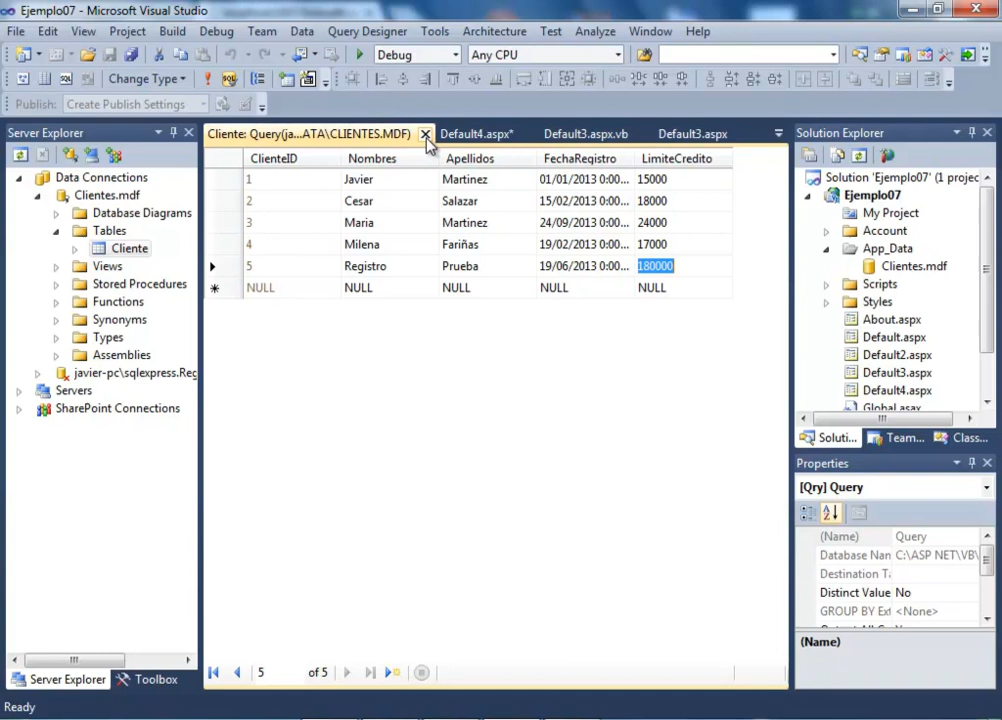 Ejemplo07 - Microsoft Visual Studio
File Edit View Project Build Debug Team Data Query Designer Tools Architecture Test Analyze Window Help
Debug Any CPU
Change Type
Publish: Create Publish Settings
Server Explorer
Data Connections
Clientes.mdf
Database Diagrams
Tables
Cliente
Views
Stored Procedures
Functions
Synonyms
Types
Assemblies
javier-pc\sqlexpress.Reg
Servers
SharePoint Connections
Server Explorer Toolbox
Cliente: Query(ja...ATA\CLIENTES.MDF) Default4.aspx* Default3.aspx.vb Default3.aspx
ClienteID Nombres Apellidos FechaRegistro LimiteCredito
1 Javier Martinez 01/01/2013 0:00... 15000
2 Cesar Salazar 15/02/2013 0:00... 18000
3 Maria Martinez 24/09/2013 0:00... 24000
4 Milena Fariñas 19/02/2013 0:00... 17000
5 Registro Prueba 19/06/2013 0:00... 180000
NULL NULL NULL NULL NULL
5 of 5
Solution Explorer
Solution 'Ejemplo07' (1 projec
Ejemplo07
My Project
Account
App_Data
Clientes.mdf
Scripts
Styles
About.aspx
Default.aspx
Default2.aspx
Default3.aspx
Default4.aspx
Global.asax
Soluti... Team... Class...
Properties
[Qry] Query
(Name) Query
Database Nan C:\ASP NET\VB\
Destination Ta
Distinct Value No
GROUP BY Ext <None>
(Name)
Ready